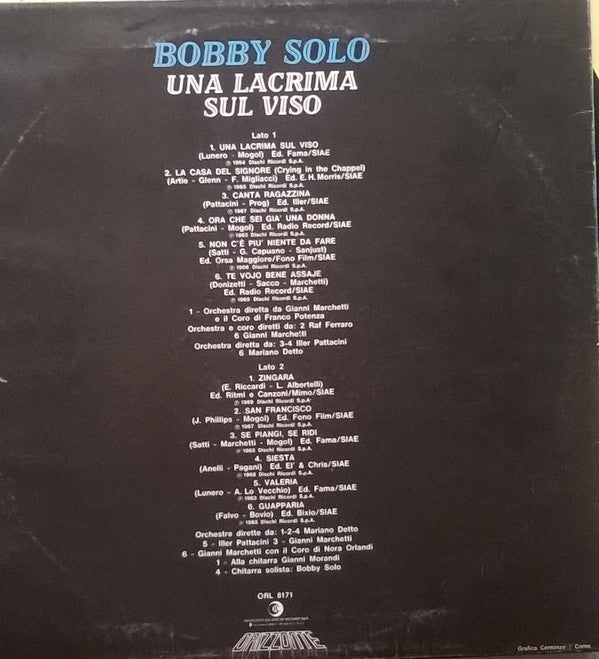 BOBBY SOLO
UNA LACRIMA
SUL VISO
Lato 1
1. UNA LACRIMA SUL VISO
(Lunero - Mogol) Ed. Fama/SIAE
℗ 1964 Dischi Ricordi S.p.A.
2. LA CASA DEL SIGNORE (Crying in the Chappel)
(Artio - Glenn - F. Migliacci) Ed. E.H. Morris/SIAE
℗ 1965 Dischi Ricordi S.p.A.
3. CANTA RAGAZZINA
(Pattacini - Prog) Ed. Iller/SIAE
℗ 1967 Dischi Ricordi S.p.A.
4. ORA CHE SEI GIA' UNA DONNA
(Pattacini - Mogol) Ed. Radio Record/SIAE
℗ 1963 Dischi Ricordi S.p.A.
5. NON C'È PIU' NIENTE DA FARE
(Satti - G. Capuano - Sanjust)
Ed. Orsa Maggiore/Fono Film/SIAE
℗ 1966 Dischi Ricordi S.p.A.
6. TE VOJO BENE ASSAJE
(Donizetti - Sacco - Marchetti)
Ed. Radio Record/SIAE
℗ 1965 Dischi Ricordi S.p.A.
1 - Orchestra diretta da Gianni Marchetti
e il Coro di Franco Potenza
Orchestra e coro diretti da: 2 Raf Ferraro
6 Gianni Marchetti
Orchestra diretta da: 3-4 Iller Pattacini
6 Mariano Detto
Lato 2
1. ZINGARA
(E. Riccardi - L. Albertelli)
Ed. Ritmi e Canzoni/Mimo/SIAE
℗ 1969 Dischi Ricordi S.p.A.
2. SAN FRANCISCO
(J. Phillips - Mogol) Ed. Fono Film/SIAE
℗ 1967 Dischi Ricordi S.p.A.
3. SE PIANGI, SE RIDI
(Satti - Marchetti - Mogol) Ed. Fama/SIAE
℗ 1965 Dischi Ricordi S.p.A.
4. SIESTA
(Anelli - Pagani) Ed. El' & Chris/SIAE
℗ 1968 Dischi Ricordi S.p.A.
5. VALERIA
(Lunero - A. Lo Vecchio) Ed. Fama/SIAE
℗ 1963 Dischi Ricordi S.p.A.
6. GUAPPARIA
(Falvo - Bovio) Ed. Bixio/SIAE
℗ 1965 Dischi Ricordi S.p.A.
Orchestre dirette da: 1-2-4 Mariano Detto
5 - Iller Pattacini 3 - Gianni Marchetti
6 - Gianni Marchetti con il Coro di Nora Orlandi
1 - Alla chitarra Gianni Morandi
4 - Chitarra solista: Bobby Solo
ORL 8171
ORIZZONTE
Grafica Centonze / Como